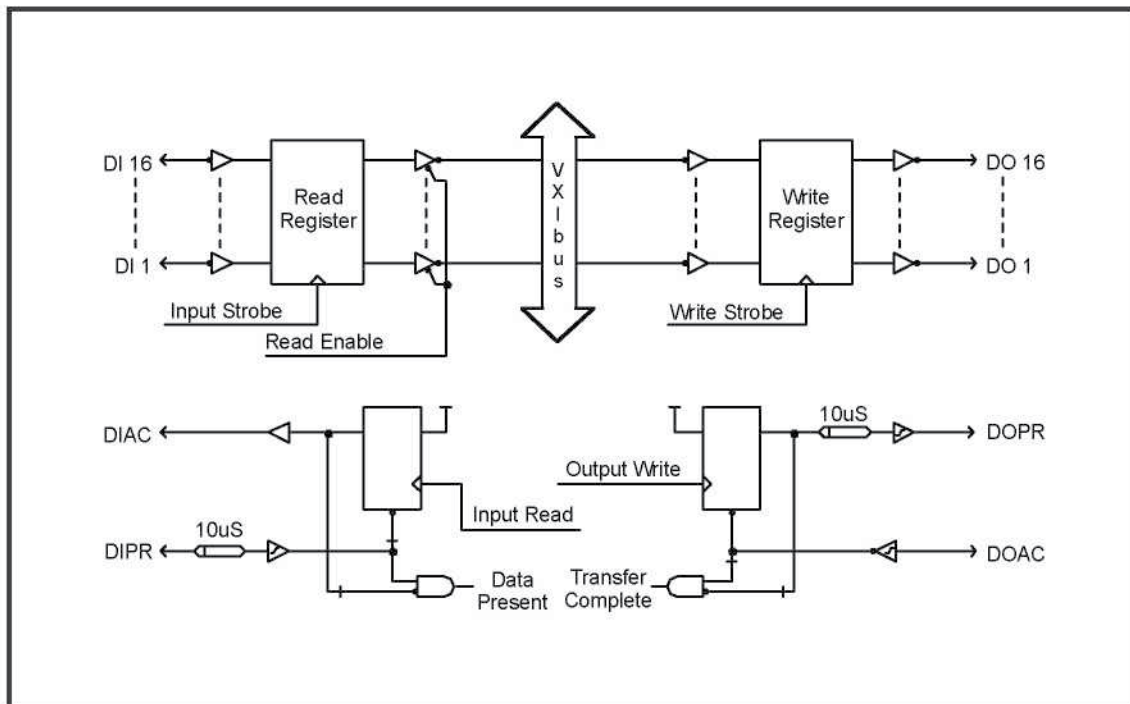 DI 16
DI 1
Read
Register
Input Strobe
Read Enable
VXIbus
Write
Register
Write Strobe
DO 16
DO 1
DIAC
Input Read
10uS
DIPR
Data
Present
Output Write
10uS
DOPR
DOAC
Transfer
Complete